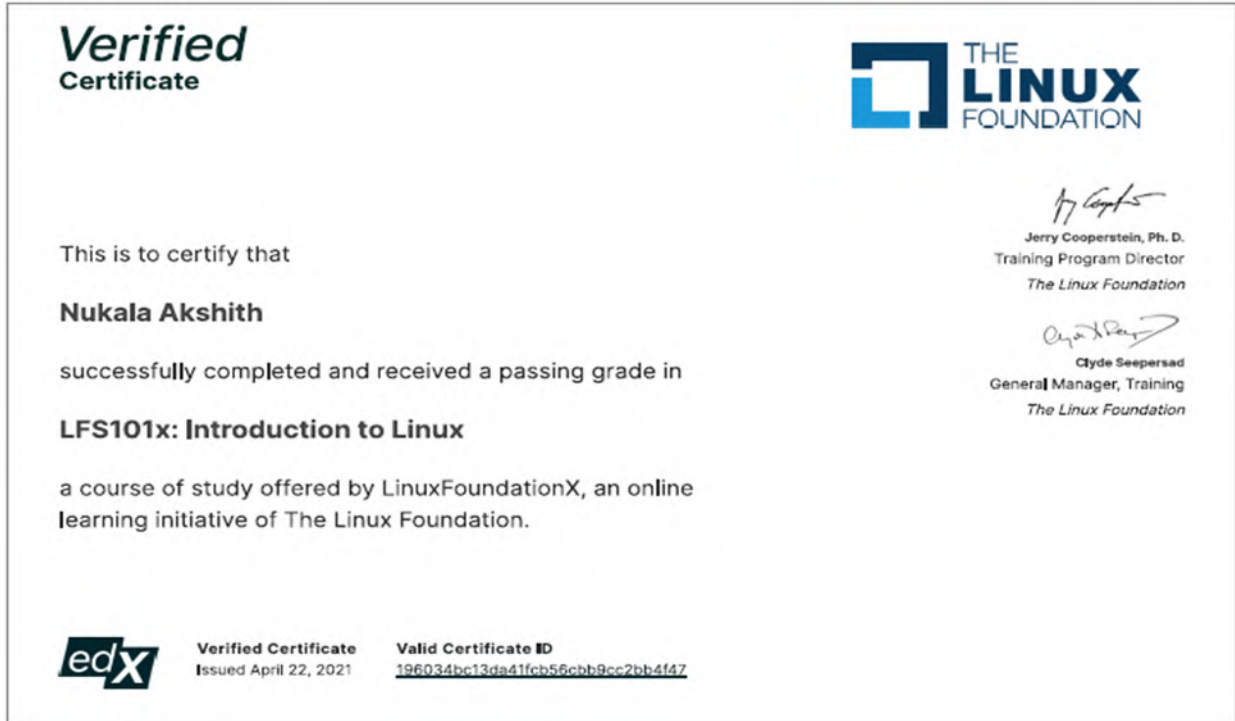 Verified
Certificate
THE
LINUX
FOUNDATION
This is to certify that
Nukala Akshith
successfully completed and received a passing grade in
LFS101x: Introduction to Linux
a course of study offered by LinuxFoundationX, an online
learning initiative of The Linux Foundation.
Jerry Cooperstein, Ph. D.
Training Program Director
The Linux Foundation
Clyde Seepersad
General Manager, Training
The Linux Foundation
edX
Verified Certificate
Issued April 22, 2021
Valid Certificate ID
196034bc13da41fcb56cbb9cc2bb4f47